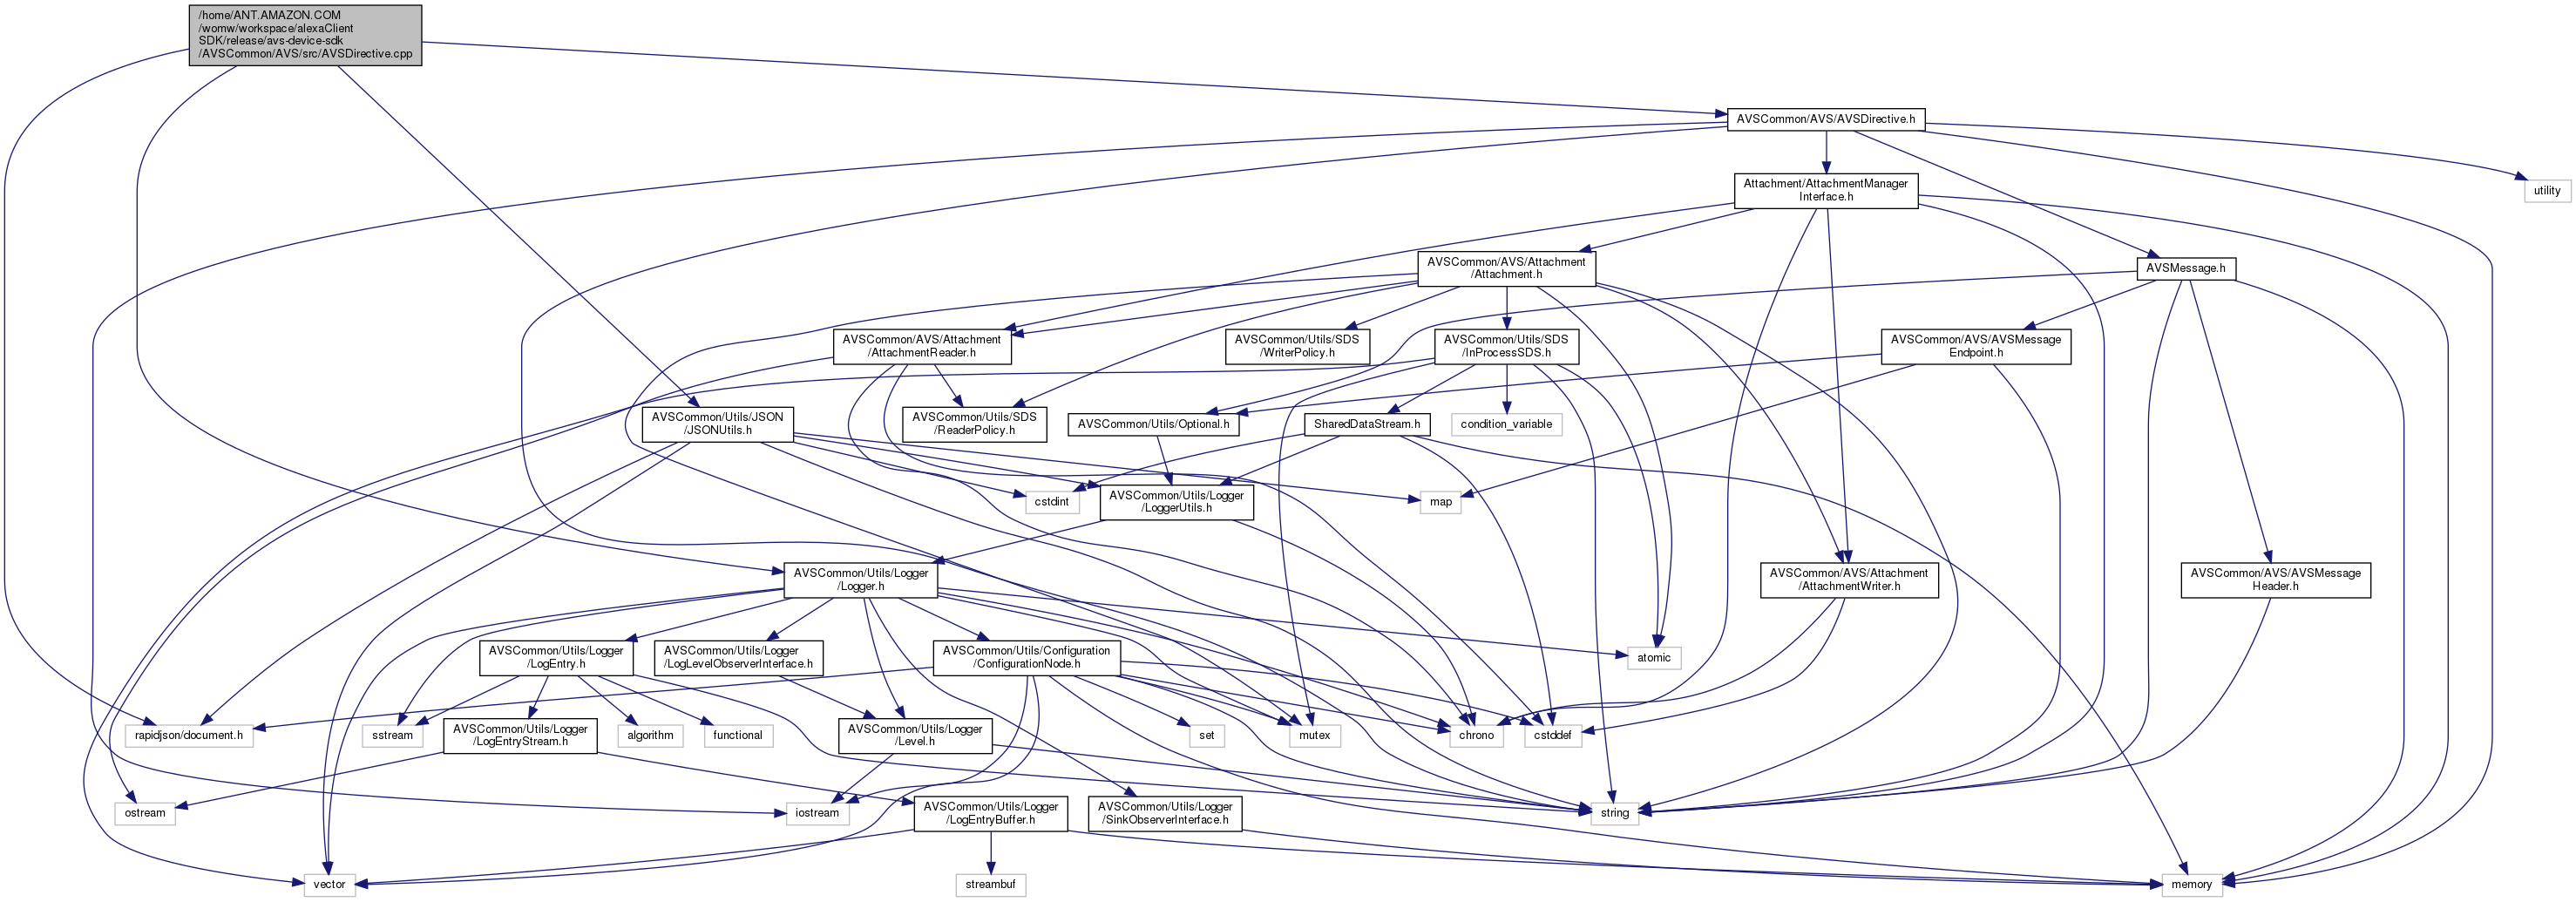 /home/ANT.AMAZON.COM
/womw/workspace/alexaClient
SDK/release/avs-device-sdk
/AVSCommon/AVS/src/AVSDirective.cpp
AVSCommon/AVS/AVSDirective.h
Attachment/AttachmentManager
Interface.h
utility
AVSCommon/AVS/Attachment
/Attachment.h
AVSMessage.h
AVSCommon/AVS/Attachment
/AttachmentReader.h
AVSCommon/Utils/SDS
/WriterPolicy.h
AVSCommon/Utils/SDS
/InProcessSDS.h
AVSCommon/AVS/AVSMessage
Endpoint.h
AVSCommon/Utils/JSON
/JSONUtils.h
AVSCommon/Utils/SDS
/ReaderPolicy.h
AVSCommon/Utils/Optional.h
SharedDataStream.h
condition_variable
cstdint
AVSCommon/Utils/Logger
/LoggerUtils.h
map
AVSCommon/Utils/Logger
/Logger.h
AVSCommon/AVS/Attachment
/AttachmentWriter.h
AVSCommon/AVS/AVSMessage
Header.h
AVSCommon/Utils/Logger
/LogEntry.h
AVSCommon/Utils/Logger
/LogLevelObserverInterface.h
AVSCommon/Utils/Configuration
/ConfigurationNode.h
atomic
rapidjson/document.h
sstream
AVSCommon/Utils/Logger
/LogEntryStream.h
algorithm
functional
AVSCommon/Utils/Logger
/Level.h
set
mutex
chrono
cstddef
ostream
iostream
AVSCommon/Utils/Logger
/LogEntryBuffer.h
AVSCommon/Utils/Logger
/SinkObserverInterface.h
string
vector
streambuf
memory